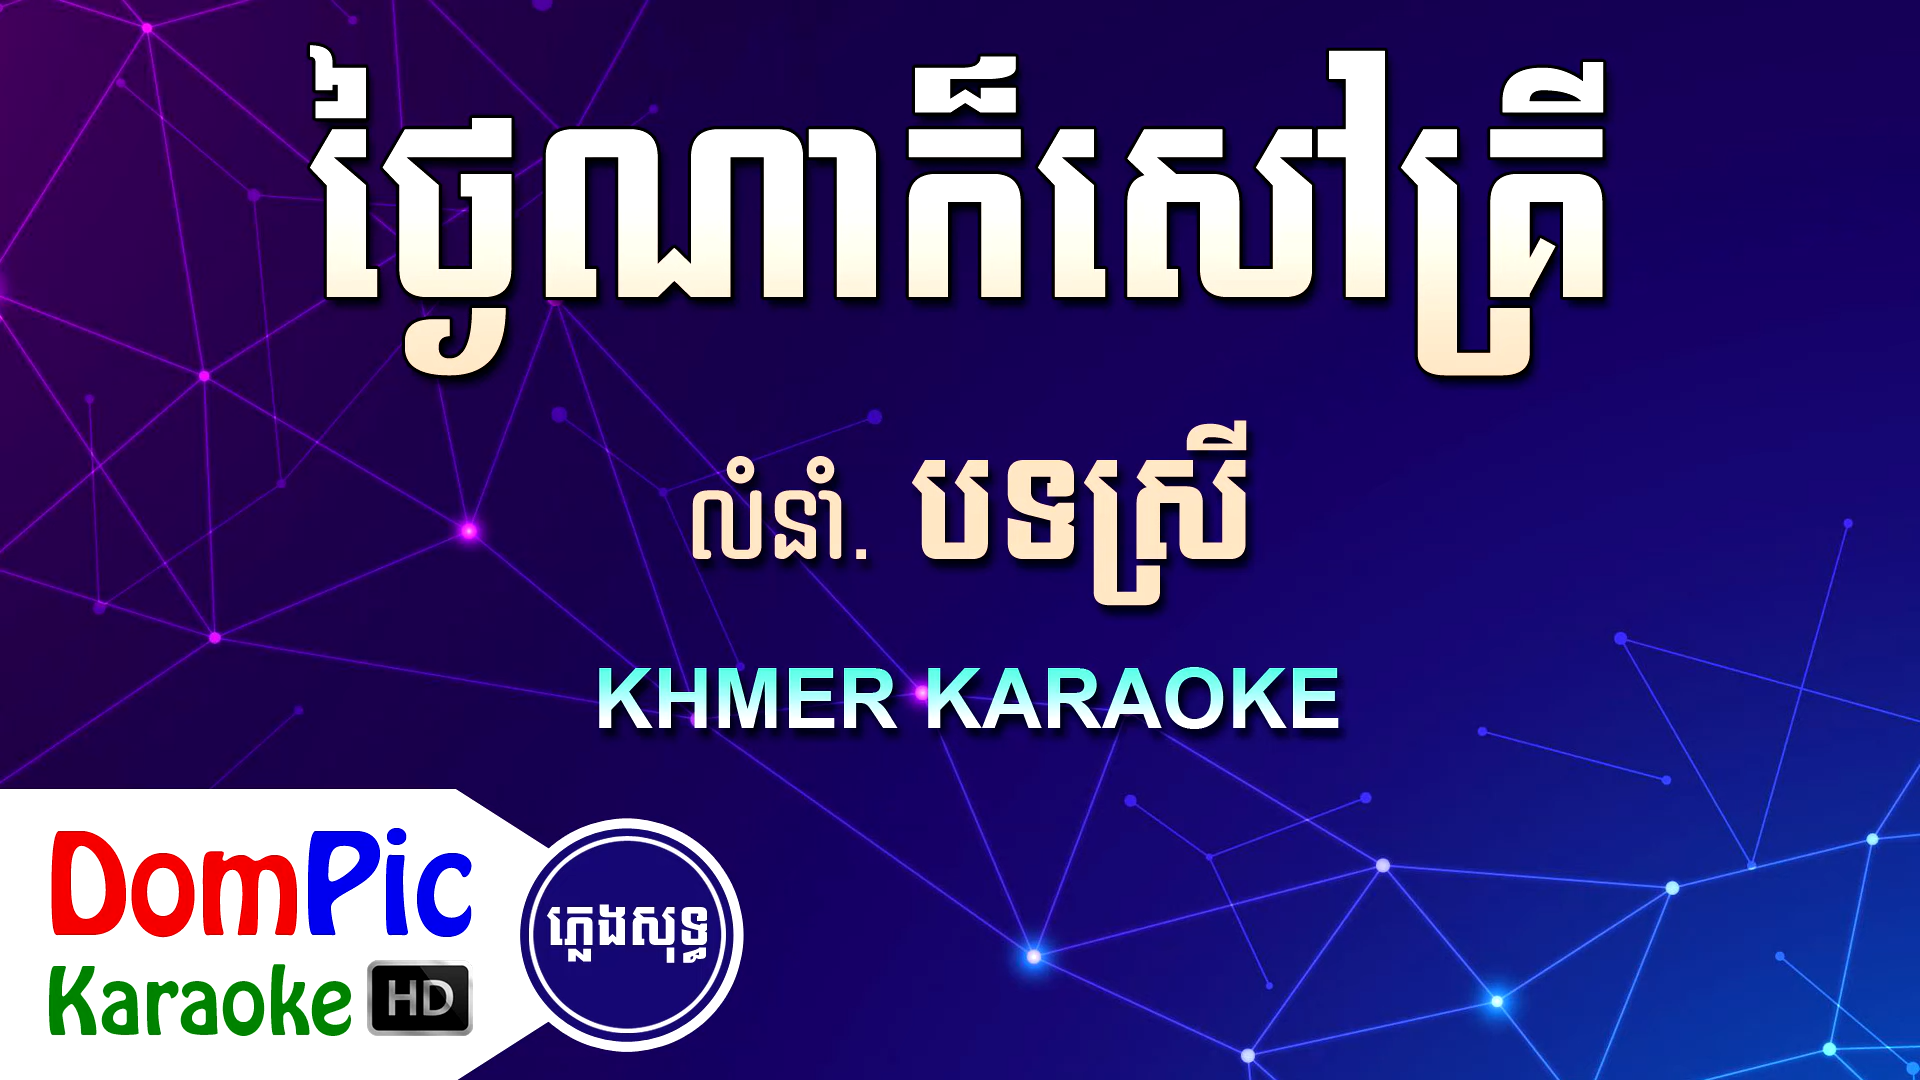 ថ្ងៃណាក៏សៅគ្រី
លំនាំ. បទស្រី
KHMER KARAOKE
DomPic
Karaoke HD
ភ្លេងសុទ្ធ